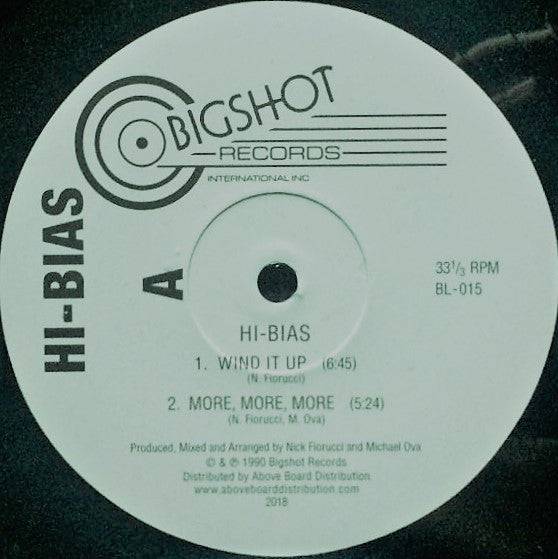 BIGSHOT
RECORDS
INTERNATIONAL INC
HI-BIAS
A
33 1/3 RPM
BL-015
HI-BIAS
1. WIND IT UP (6:45)
(N. Fiorucci)
2. MORE, MORE, MORE (5:24)
(N. Fiorucci, M. Ova)
Produced, Mixed and Arranged by Nick Fiorucci and Michael Ova
© & ℗ 1990 Bigshot Records
Distributed by Above Board Distribution
www.aboveboarddistribution.com
2018